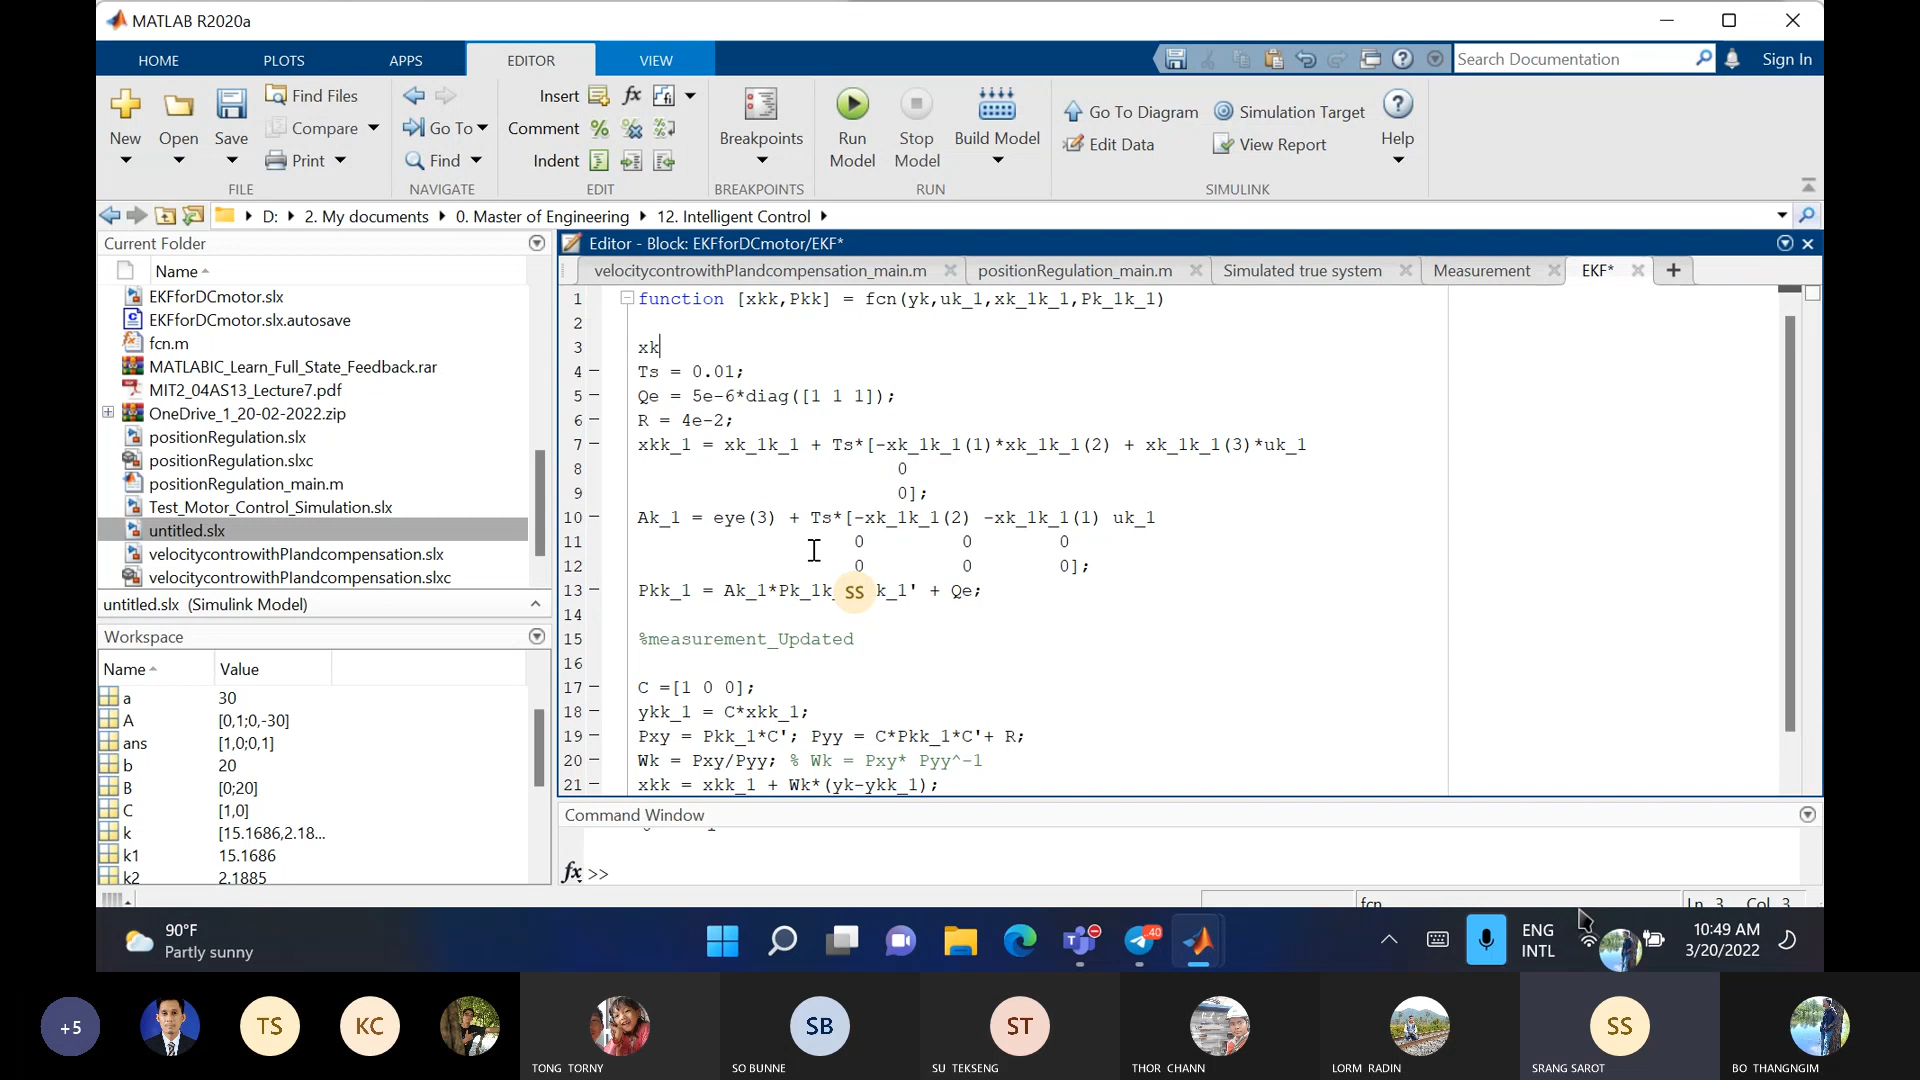 MATLAB R2020a
HOME PLOTS APPS EDITOR VIEW
Search Documentation
Sign In
New
Open
Save
Find Files
Compare
Print
FILE
Go To
Find
NAVIGATE
Insert
Comment
Indent
EDIT
Breakpoints
BREAKPOINTS
Run Model
Stop Model
Build Model
RUN
Go To Diagram
Edit Data
Simulation Target
View Report
SIMULINK
Help
D: 2. My documents 0. Master of Engineering 12. Intelligent Control
Current Folder
Name
EKFforDCmotor.slx
EKFforDCmotor.slx.autosave
fcn.m
MATLABIC_Learn_Full_State_Feedback.rar
MIT2_04AS13_Lecture7.pdf
OneDrive_1_20-02-2022.zip
positionRegulation.slx
positionRegulation.slxc
positionRegulation_main.m
Test_Motor_Control_Simulation.slx
untitled.slx
velocitycontrowithPIandcompensation.slx
velocitycontrowithPIandcompensation.slxc
untitled.slx (Simulink Model)
Workspace
Name Value
a 30
A [0,1;0,-30]
ans [1,0;0,1]
b 20
B [0;20]
C [1,0]
k [15.1686,2.18...
k1 15.1686
k2 2.1885
Editor - Block: EKFforDCmotor/EKF*
velocitycontrowithPIandcompensation_main.m positionRegulation_main.m Simulated true system Measurement EKF*
1 function [xkk,Pkk] = fcn(yk,uk_1,xk_1k_1,Pk_1k_1)
2
3 xk
4 Ts = 0.01;
5 Qe = 5e-6*diag([1 1 1]);
6 R = 4e-2;
7 xkk_1 = xk_1k_1 + Ts*[-xk_1k_1(1)*xk_1k_1(2) + xk_1k_1(3)*uk_1
8 0
9 0];
10 Ak_1 = eye(3) + Ts*[-xk_1k_1(2) -xk_1k_1(1) uk_1
11 0 0 0
12 0 0 0];
13 Pkk_1 = Ak_1*Pk_1k_ SS k_1' + Qe;
14
15 %measurement_Updated
16
17 C =[1 0 0];
18 ykk_1 = C*xkk_1;
19 Pxy = Pkk_1*C'; Pyy = C*Pkk_1*C'+ R;
20 Wk = Pxy/Pyy; % Wk = Pxy* Pyy^-1
21 xkk = xkk_1 + Wk*(yk-ykk_1);
Command Window
fx >>
fcn Ln 3 Col 3
90°F
Partly sunny
40
ENG
INTL
10:49 AM
3/20/2022
+5 TS KC SB ST SS
TONG TORNY SO BUNNE SU TEKSENG THOR CHANN LORM RADIN SRANG SAROT BO THANGNGIM